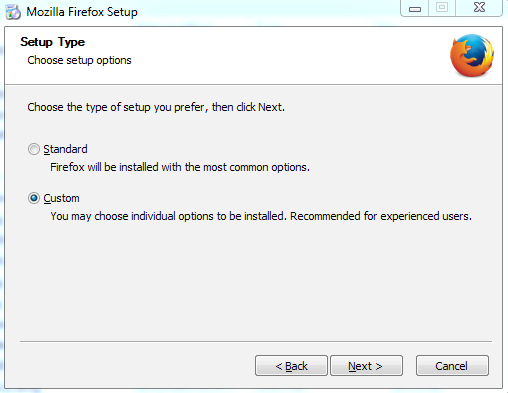 Mozilla Firefox Setup
Setup Type
Choose setup options
Choose the type of setup you prefer, then click Next.
Standard
Firefox will be installed with the most common options.
Custom
You may choose individual options to be installed. Recommended for experienced users.
< Back Next > Cancel